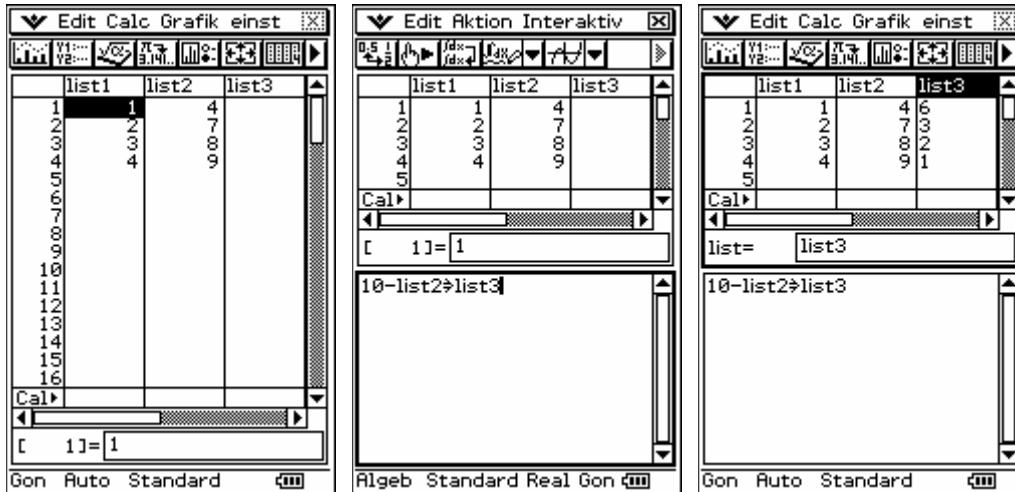 Edit Calc Grafik einst
list1 list2 list3
1 1 4
2 2 7
3 3 8
4 4 9
5
6
7
8
9
10
11
12
13
14
15
16
Cal
[ 1]= 1
Gon Auto Standard
Edit Aktion Interaktiv
list1 list2 list3
1 1 4
2 2 7
3 3 8
4 4 9
5
Cal
[ 1]= 1
10-list2⇒list3
Algeb Standard Real Gon
Edit Calc Grafik einst
list1 list2 list3
1 1 4 6
2 2 7 3
3 3 8 2
4 4 9 1
5
Cal
list= list3
10-list2⇒list3
Gon Auto Standard